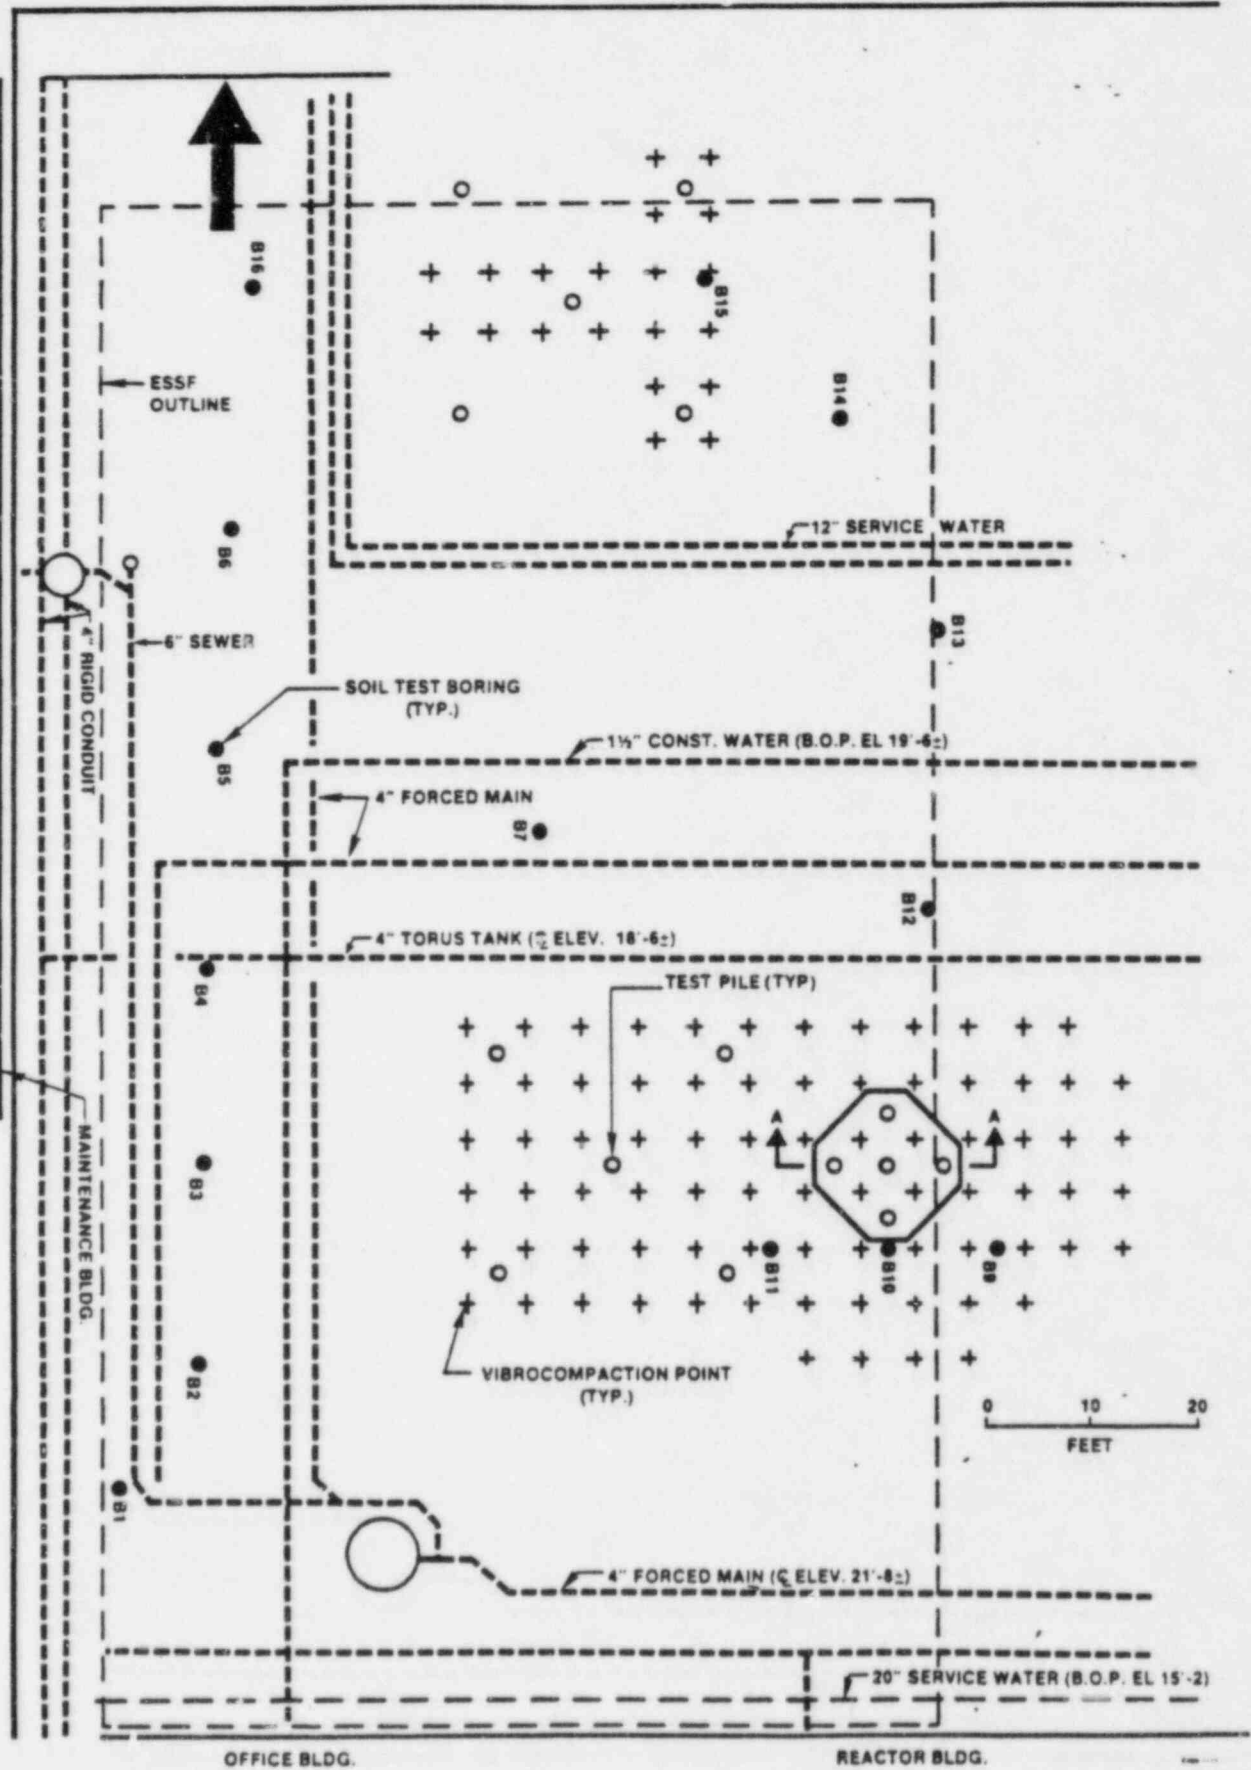 B16
B15
ESSF
OUTLINE
B14
12" SERVICE WATER
B6
B13
6" SEWER
4" RIGID CONDUIT
SOIL TEST BORING
(TYP.)
1½" CONST. WATER (B.O.P. EL 19'-6±)
B5
4" FORCED MAIN
B7
B12
4" TORUS TANK (℄ ELEV. 18'-6±)
B4
TEST PILE (TYP)
A
A
MAINTENANCE BLDG.
B3
B11
B10
B9
VIBROCOMPACTION POINT
(TYP.)
B2
0 10 20
FEET
B1
4" FORCED MAIN (℄ ELEV. 21'-8±)
20" SERVICE WATER (B.O.P. EL 15'-2)
OFFICE BLDG.
REACTOR BLDG.